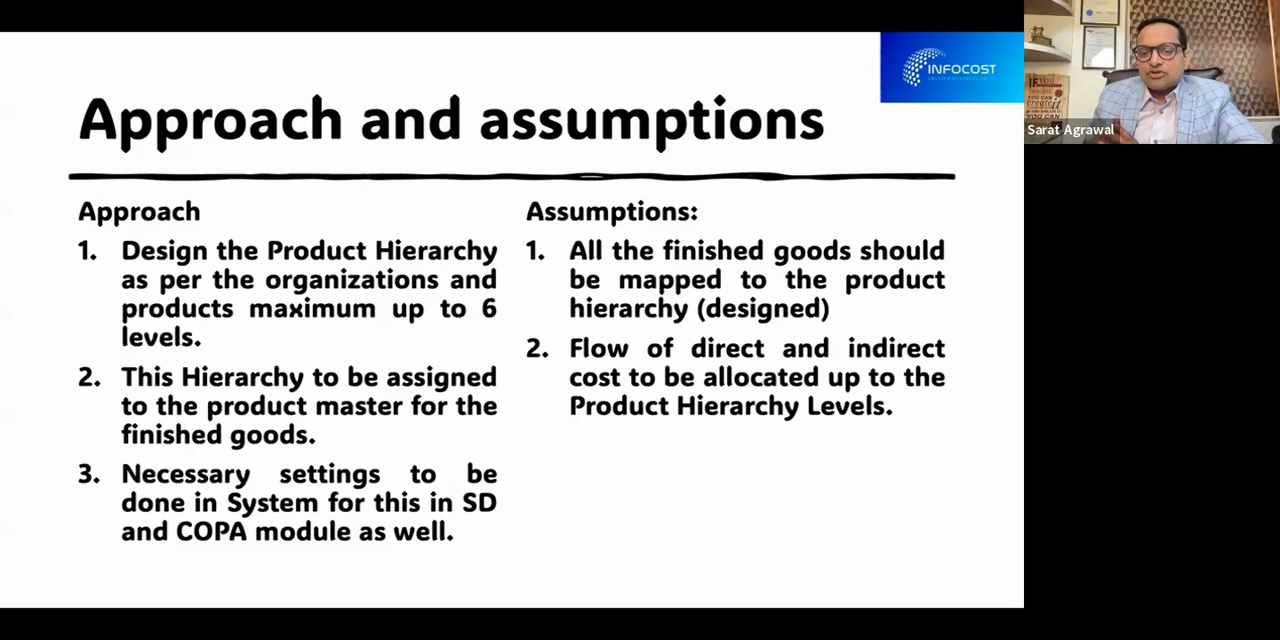 INFOCOST
Sarat Agrawal
Approach and assumptions
Approach
1. Design the Product Hierarchy
as per the organizations and
products maximum up to 6
levels.
2. This Hierarchy to be assigned
to the product master for the
finished goods.
3. Necessary settings to be
done in System for this in SD
and COPA module as well.
Assumptions:
1. All the finished goods should
be mapped to the product
hierarchy (designed)
2. Flow of direct and indirect
cost to be allocated up to the
Product Hierarchy Levels.